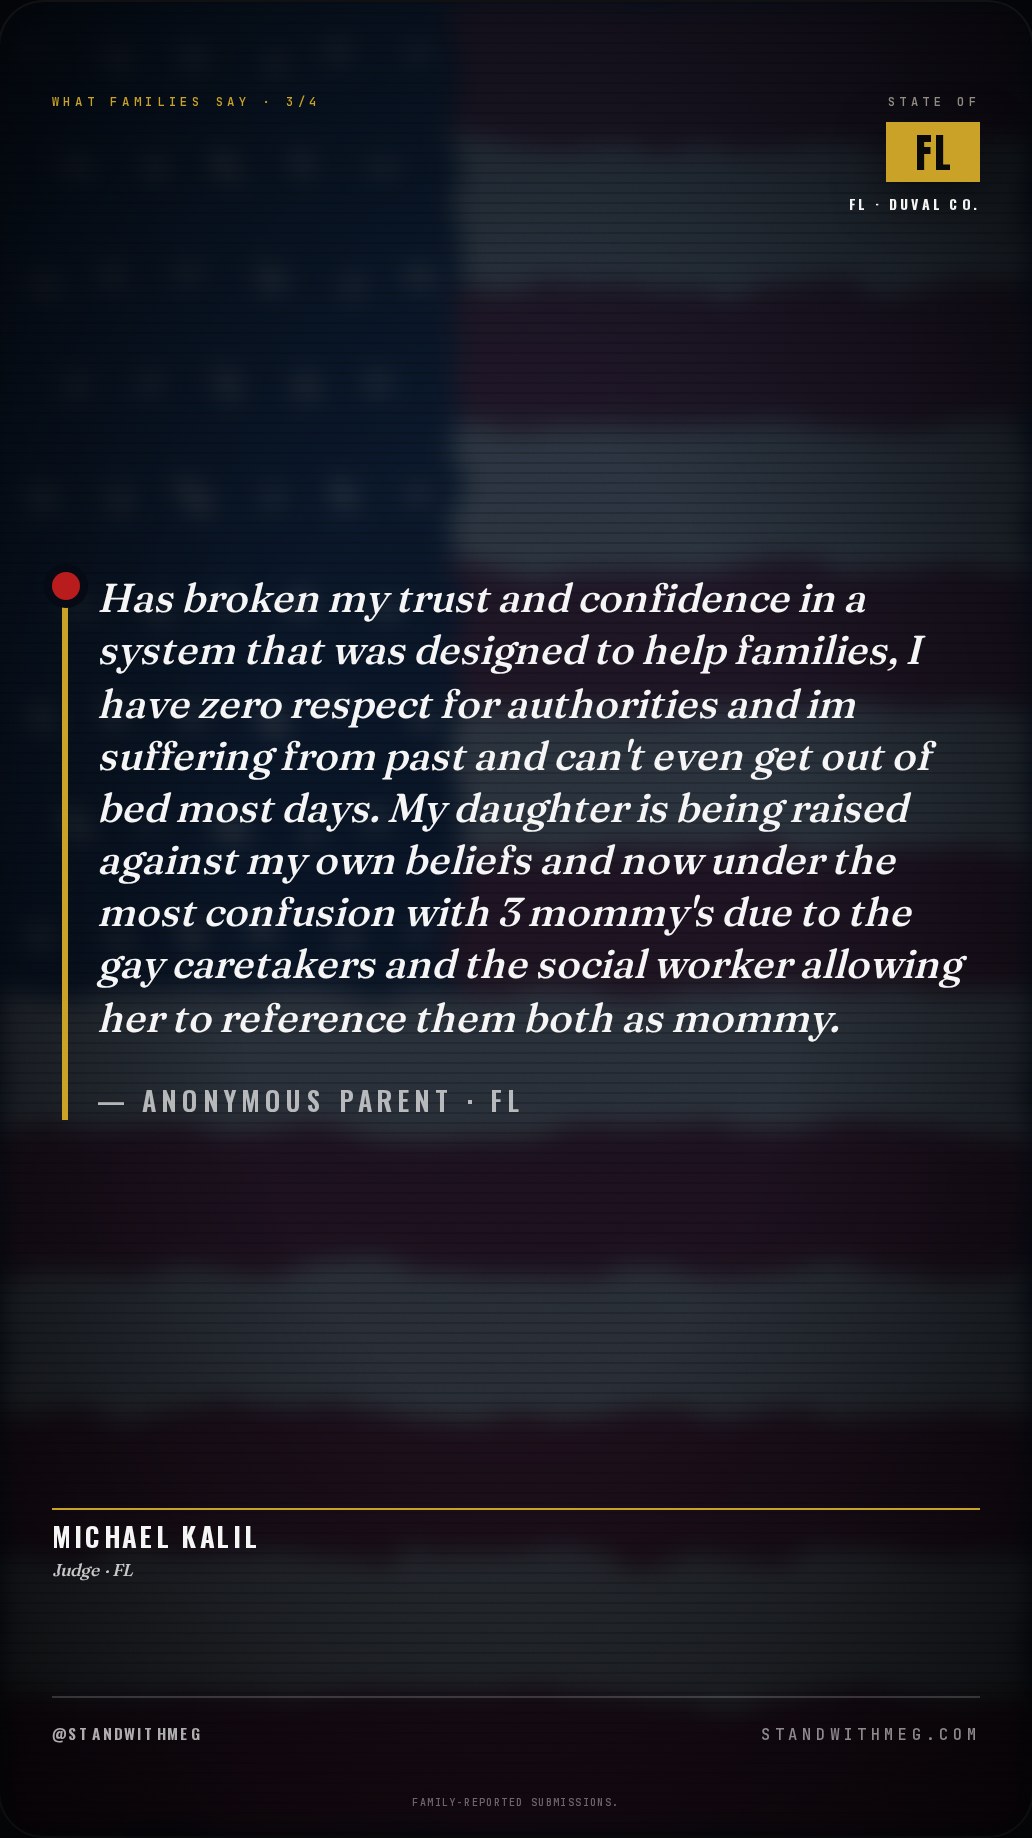 WHAT FAMILIES SAY · 3/4
STATE OF
FL
FL · DUVAL CO.
Has broken my trust and confidence in a
system that was designed to help families, I
have zero respect for authorities and im
suffering from past and can't even get out of
bed most days. My daughter is being raised
against my own beliefs and now under the
most confusion with 3 mommy's due to the
gay caretakers and the social worker allowing
her to reference them both as mommy.
— ANONYMOUS PARENT · FL
MICHAEL KALIL
Judge · FL
@STANDWITHMEG
STANDWITHMEG.COM
FAMILY-REPORTED SUBMISSIONS.